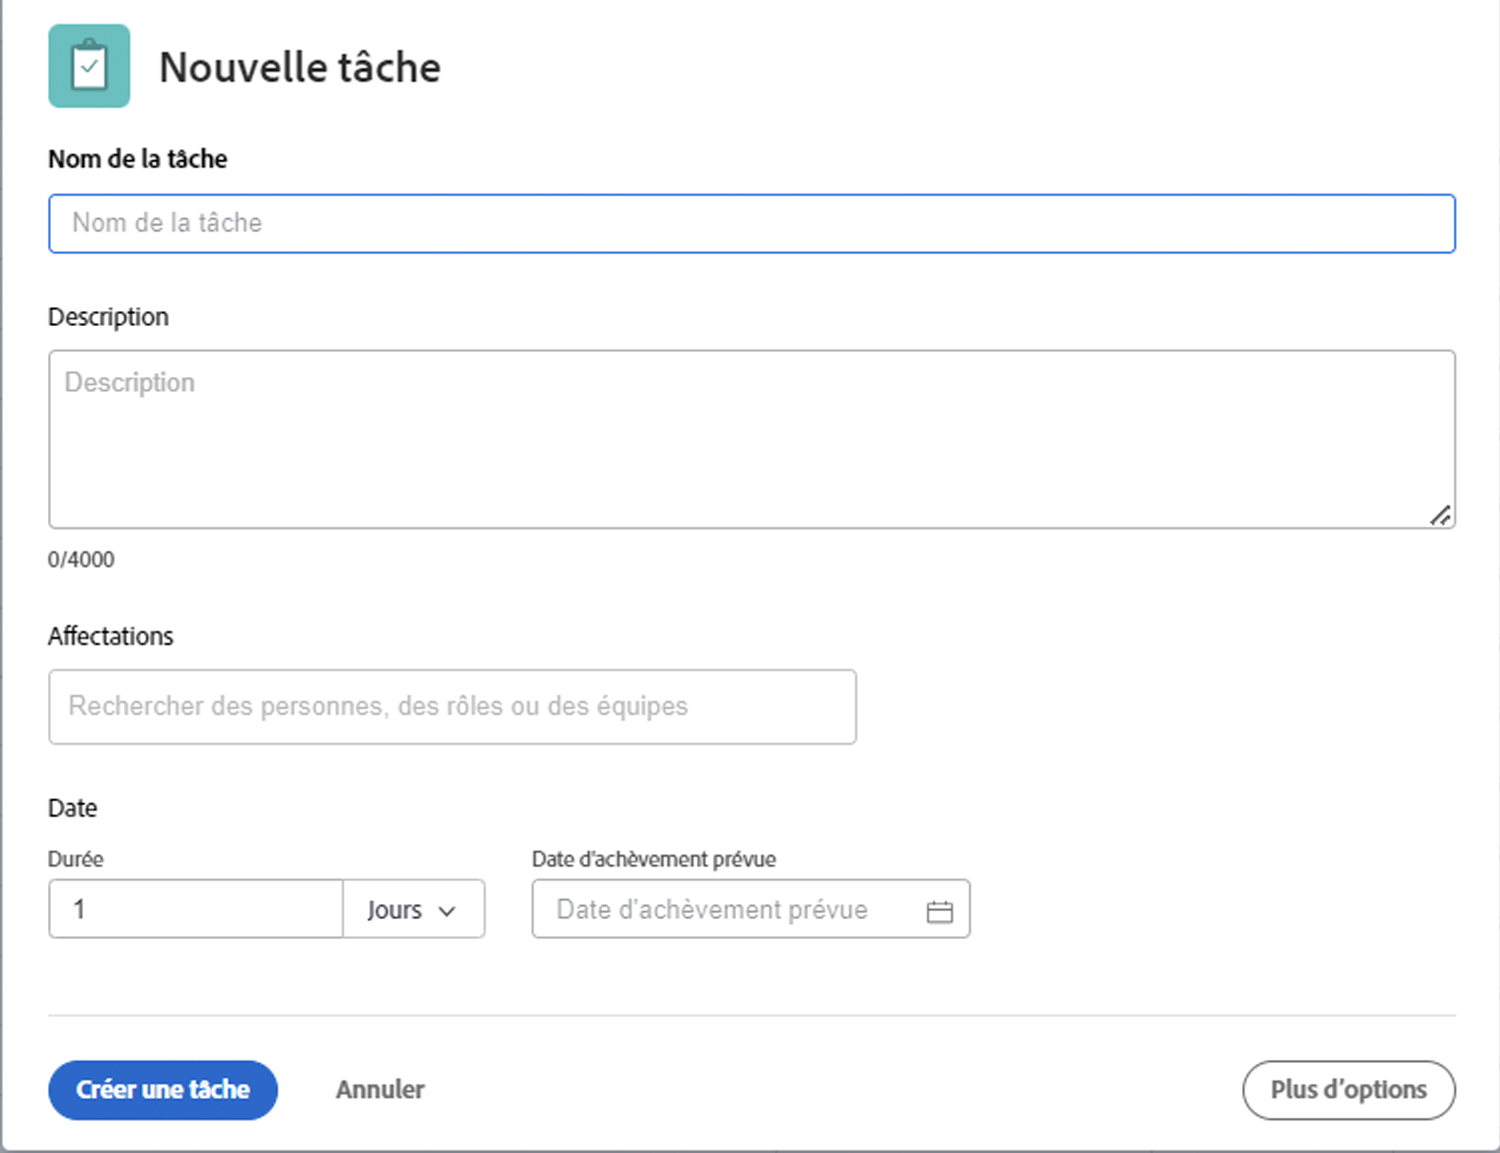 Nouvelle tâche
Nom de la tâche
Nom de la tâche
Description
Description
0/4000
Affectations
Rechercher des personnes, des rôles ou des équipes
Date
Durée
Date d'achèvement prévue
1
Jours
Date d'achèvement prévue
Créer une tâche
Annuler
Plus d’options